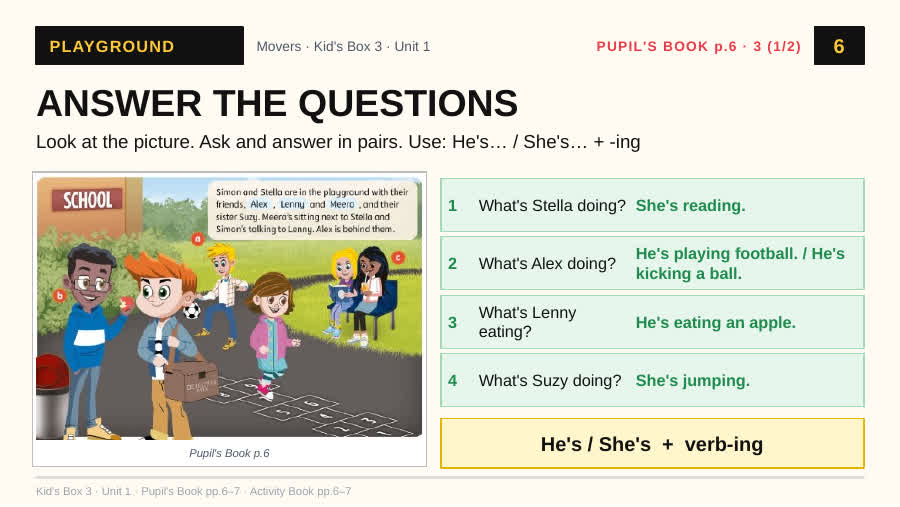 PLAYGROUND
Movers · Kid's Box 3 · Unit 1
PUPIL'S BOOK p.6 · 3 (1/2)
6
ANSWER THE QUESTIONS
Look at the picture. Ask and answer in pairs. Use: He's… / She's… + -ing
SCHOOL
Simon and Stella are in the playground with their
friends, Alex , Lenny and Meera , and their
sister Suzy. Meera's sitting next to Stella and
Simon's talking to Lenny. Alex is behind them.
a
b
c
Pupil's Book p.6
1 What's Stella doing? She's reading.
2 What's Alex doing? He's playing football. / He's
kicking a ball.
3 What's Lenny
eating? He's eating an apple.
4 What's Suzy doing? She's jumping.
He's / She's + verb-ing
Kid's Box 3 · Unit 1 · Pupil's Book pp.6–7 · Activity Book pp.6–7